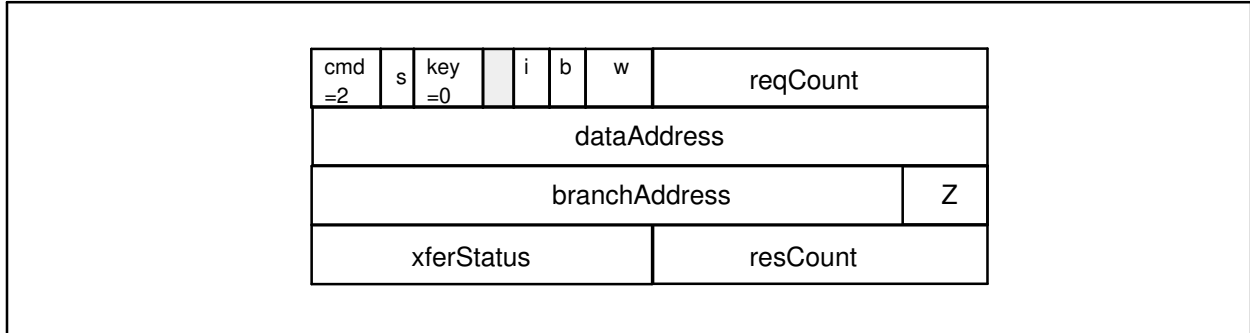 cmd s key i b w reqCount
=2 =0
dataAddress
branchAddress Z
xferStatus resCount